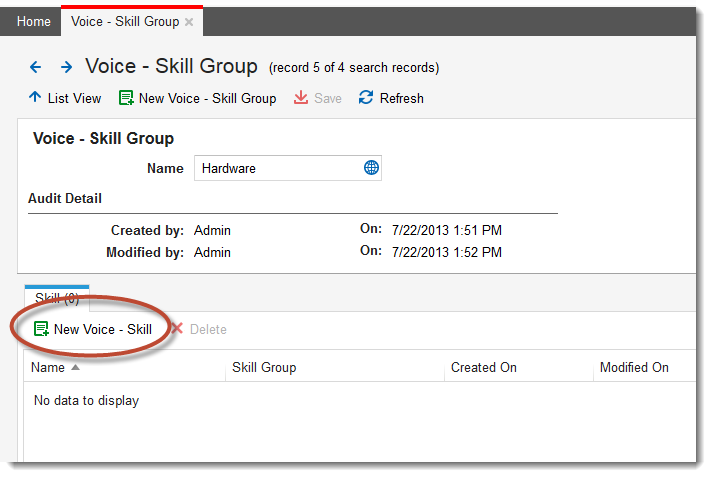 Home Voice - Skill Group
Voice - Skill Group (record 5 of 4 search records)
List View New Voice - Skill Group Save Refresh
Voice - Skill Group
Name Hardware
Audit Detail
Created by: Admin On: 7/22/2013 1:51 PM
Modified by: Admin On: 7/22/2013 1:52 PM
Skill (0)
New Voice - Skill Delete
Name Skill Group Created On Modified On
No data to display